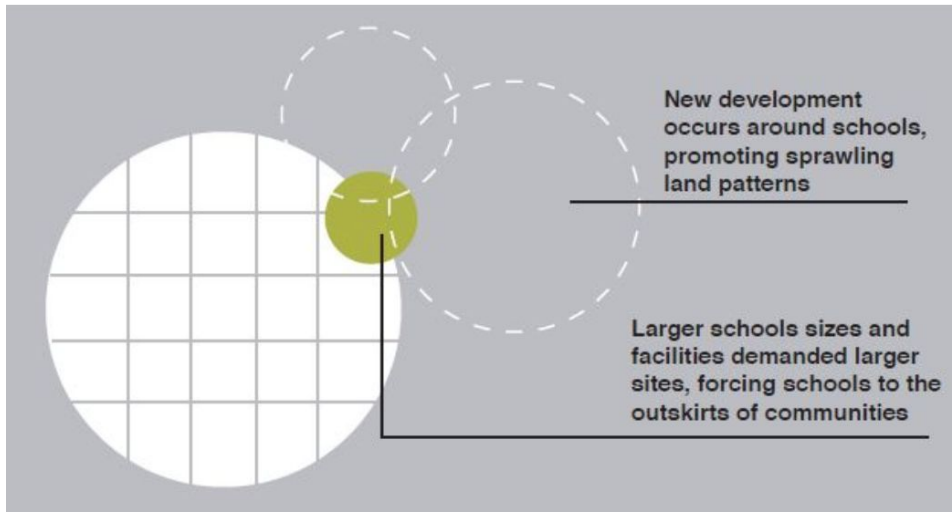 New development
occurs around schools,
promoting sprawling
land patterns
Larger schools sizes and
facilities demanded larger
sites, forcing schools to the
outskirts of communities